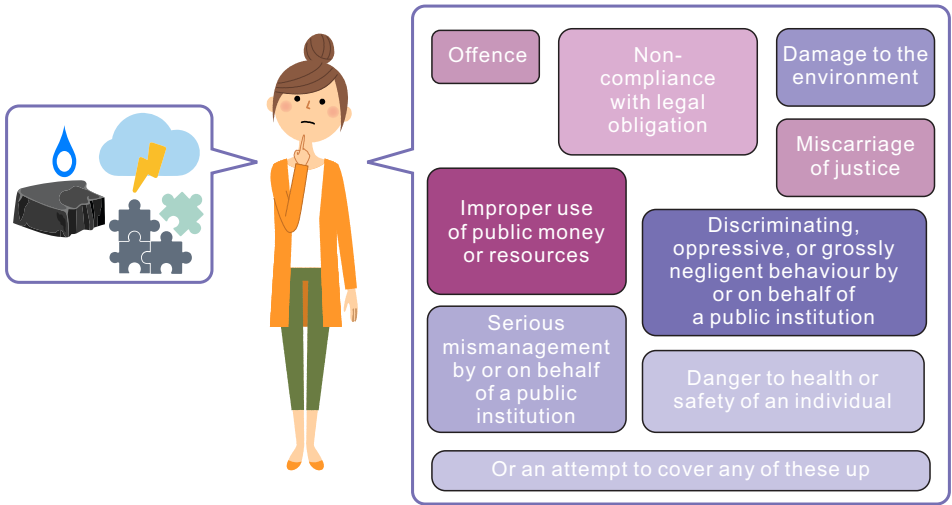 Offence
Non-
compliance
with legal
obligation
Damage to the
environment
Miscarriage
of justice
Improper use
of public money
or resources
Discriminating,
oppressive, or grossly
negligent behaviour by
or on behalf of
a public institution
Serious
mismanagement
by or on behalf
of a public
institution
Danger to health or
safety of an individual
Or an attempt to cover any of these up